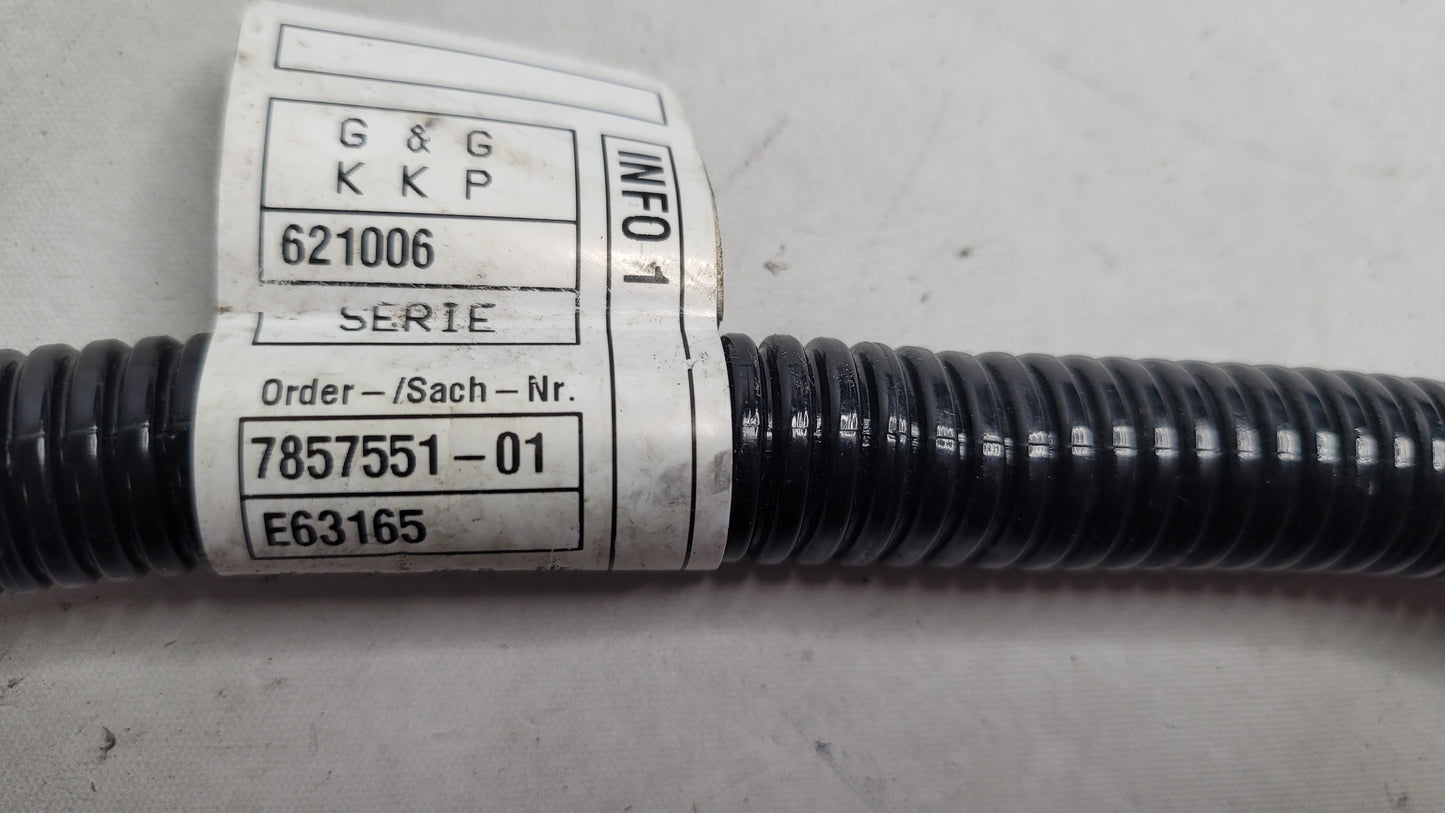 G & G
K K P
621006
SERIE
Order-/Sach-Nr.
7857551-01
E63165
INFO 1